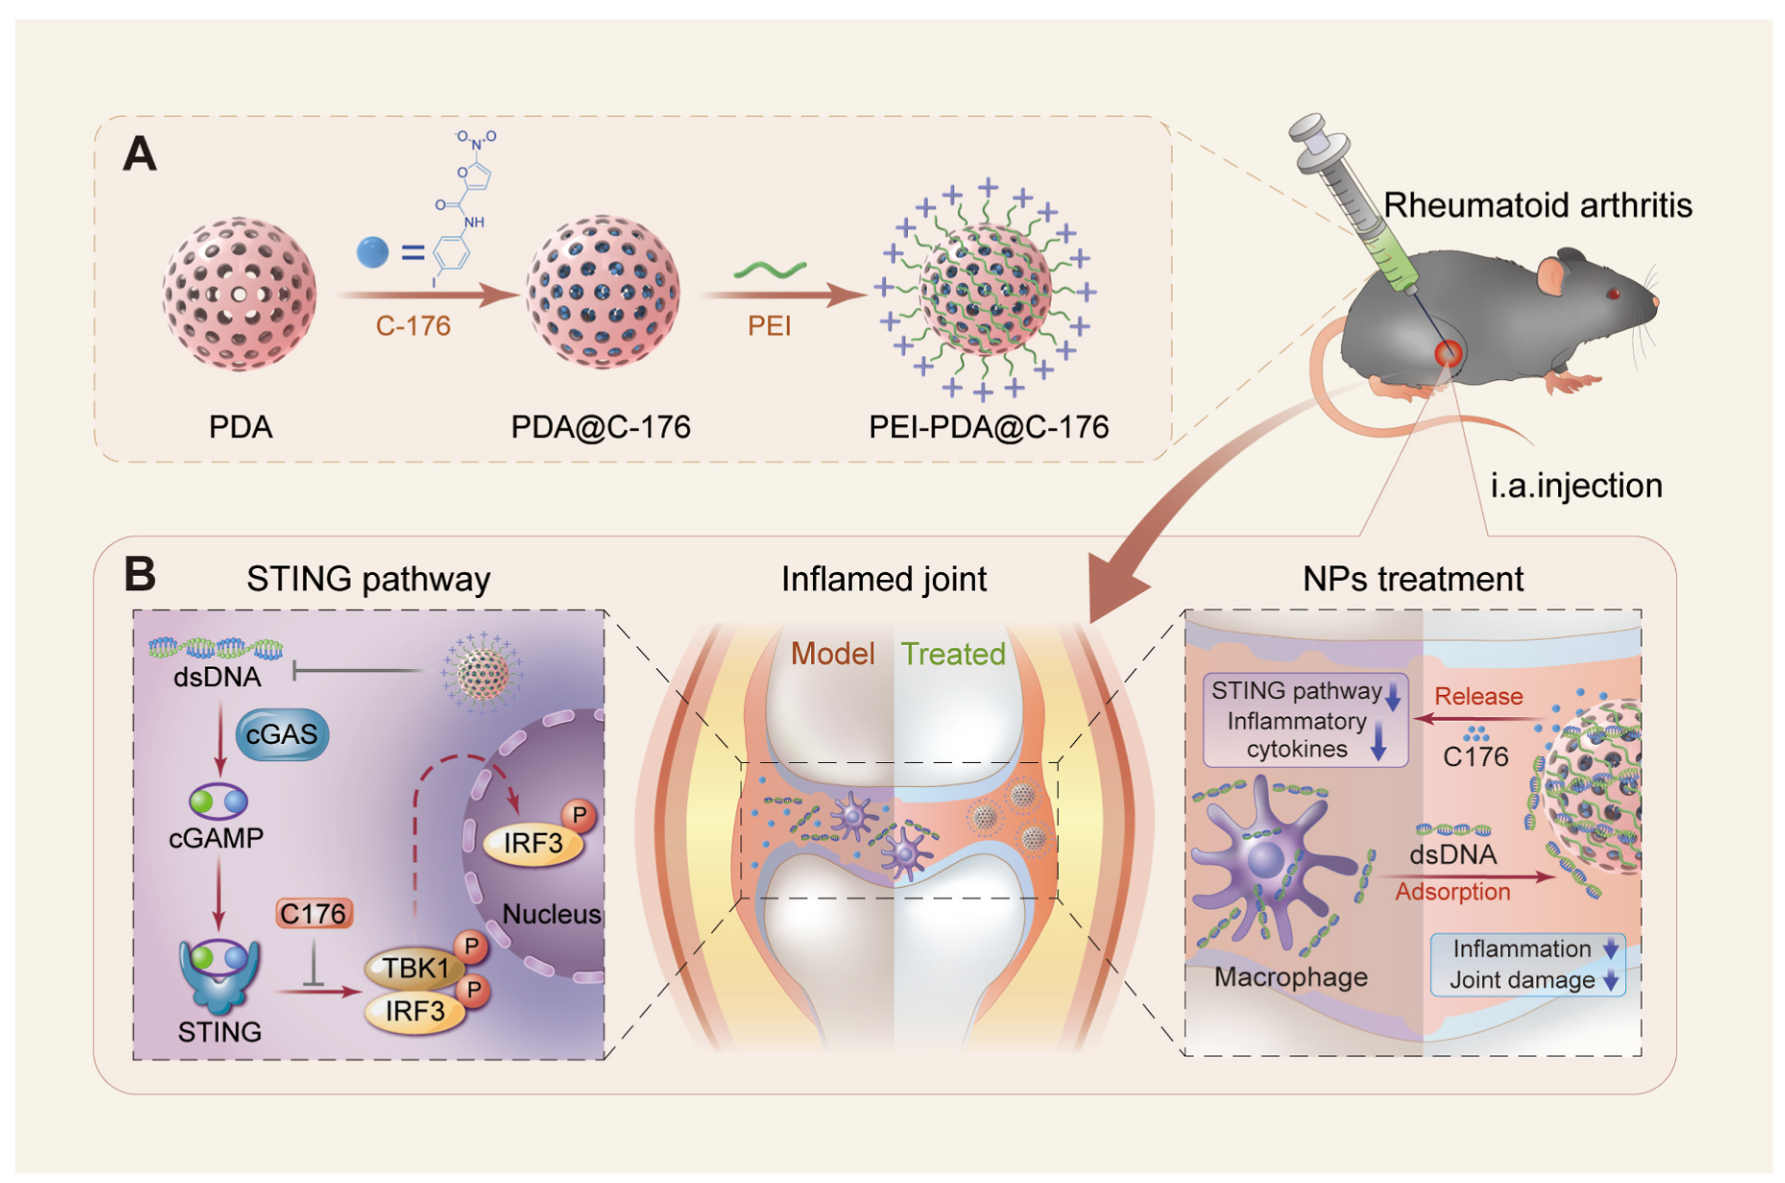 A
⁻O
N
O
O
O
NH
I
=
C-176
PEI
PDA
PDA@C-176
PEI-PDA@C-176
Rheumatoid arthritis
i.a.injection
B
STING pathway
dsDNA
cGAS
cGAMP
C176
STING
TBK1
P
IRF3
P
IRF3
P
Nucleus
Inflamed joint
Model
Treated
NPs treatment
STING pathway
Inflammatory
cytokines
Release
C176
dsDNA
Adsorption
Macrophage
Inflammation
Joint damage